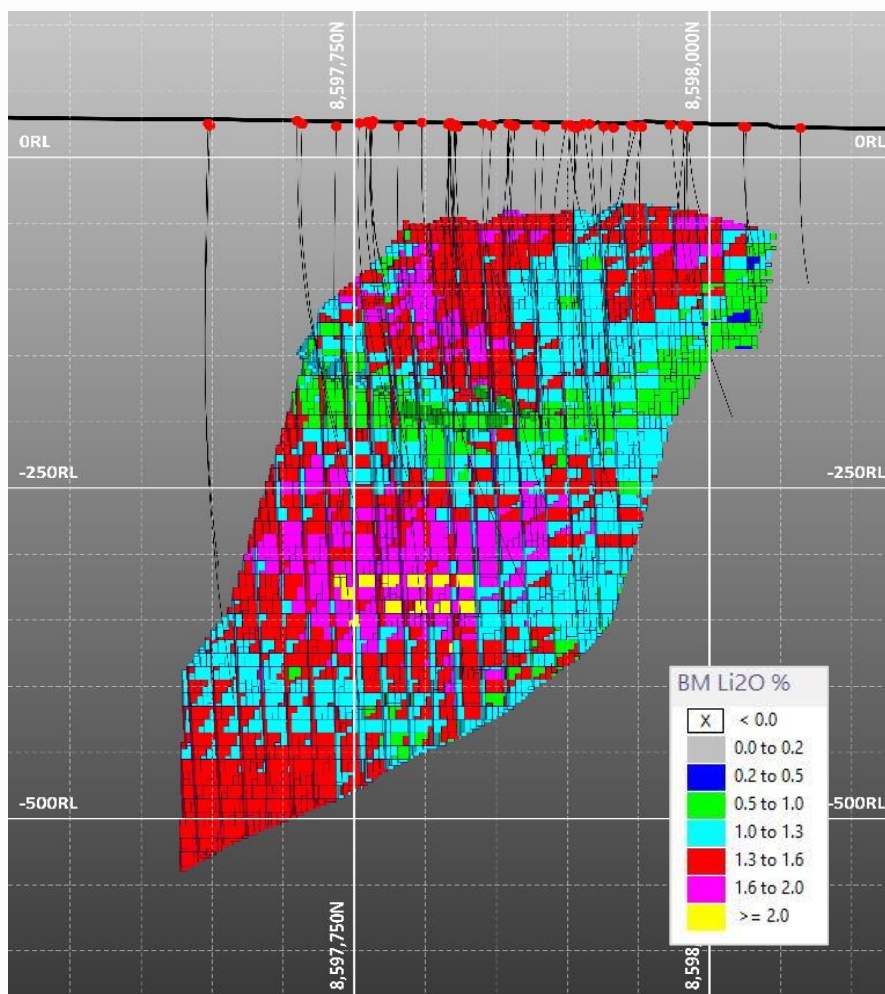 8,597,750N
8,598,000N
0RL
0RL
-250RL
-250RL
-500RL
-500RL
8,597,750N
8,598
BM Li2O %
X < 0.0
0.0 to 0.2
0.2 to 0.5
0.5 to 1.0
1.0 to 1.3
1.3 to 1.6
1.6 to 2.0
>= 2.0